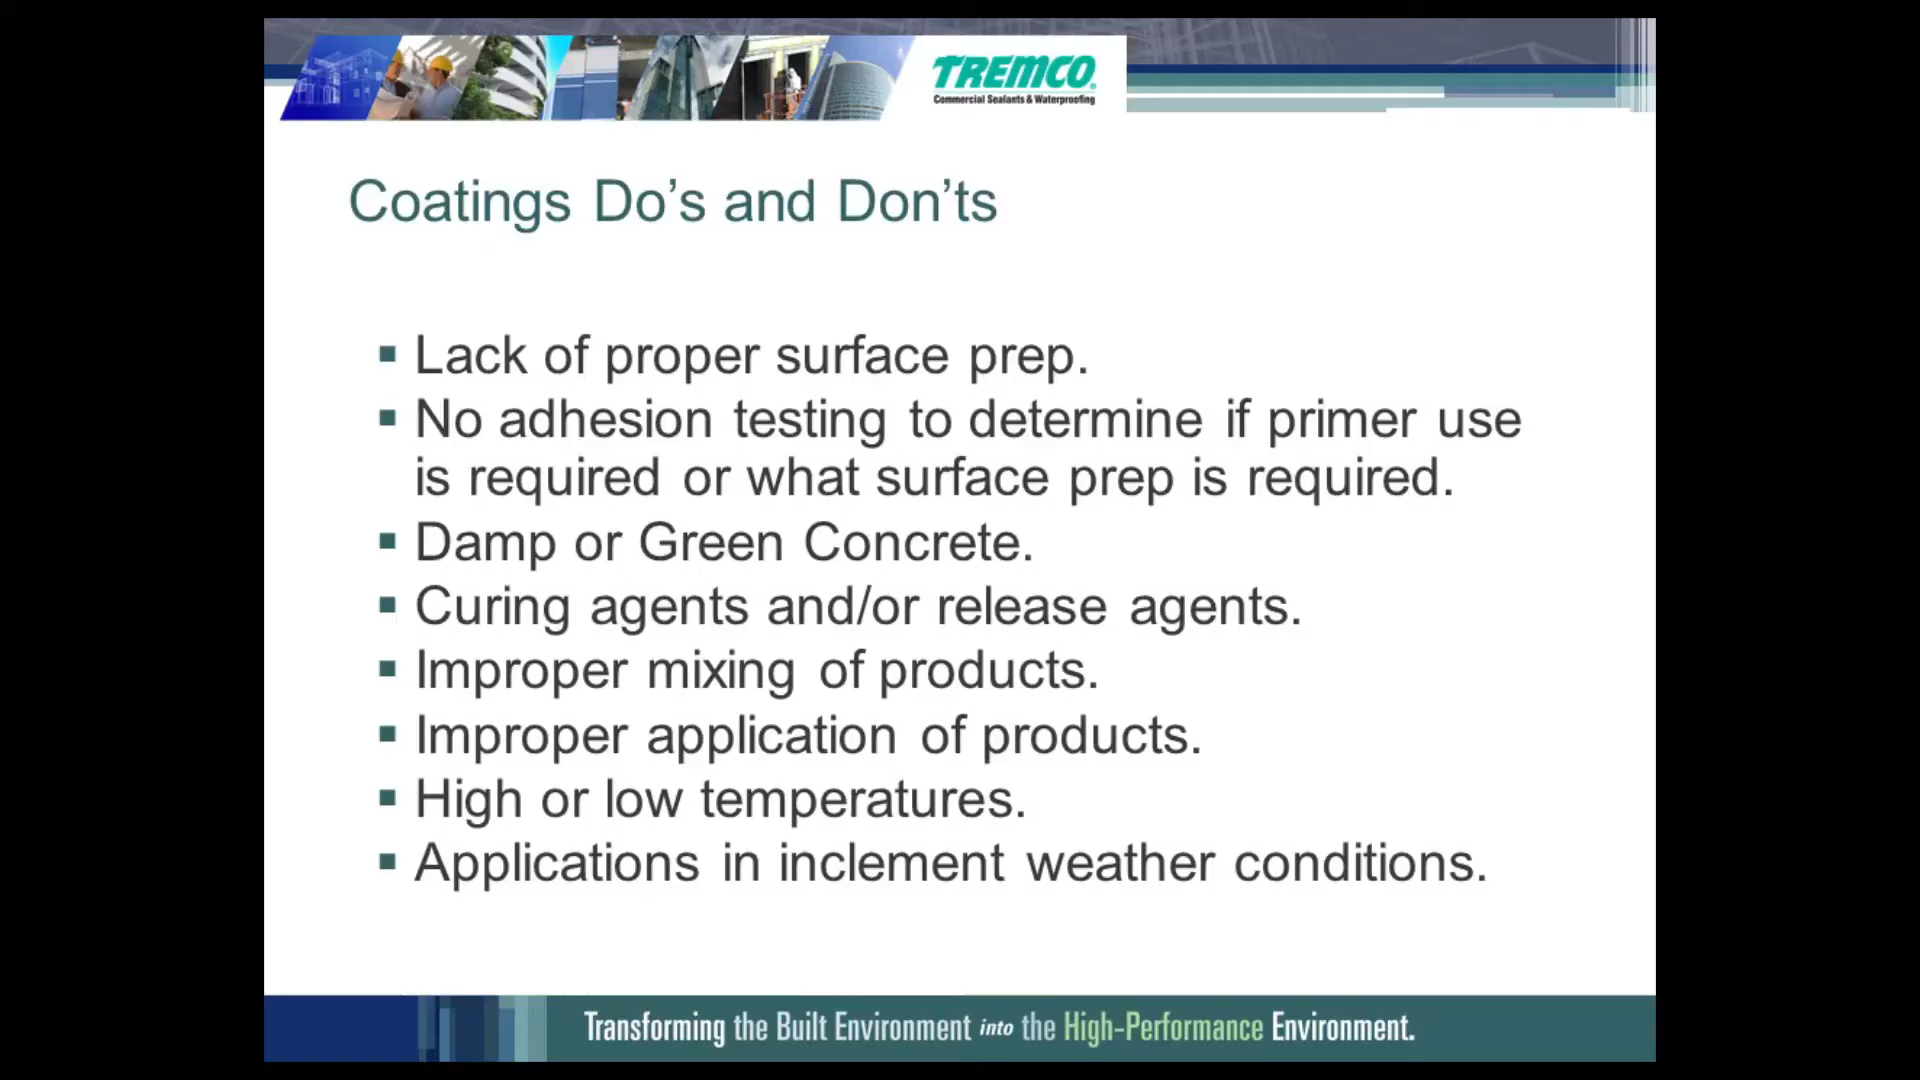 TREMCO
Commercial Sealants & Waterproofing
Coatings Do’s and Don’ts
▪ Lack of proper surface prep.
▪ No adhesion testing to determine if primer use
is required or what surface prep is required.
▪ Damp or Green Concrete.
▪ Curing agents and/or release agents.
▪ Improper mixing of products.
▪ Improper application of products.
▪ High or low temperatures.
▪ Applications in inclement weather conditions.
Transforming the Built Environment into the High-Performance Environment.